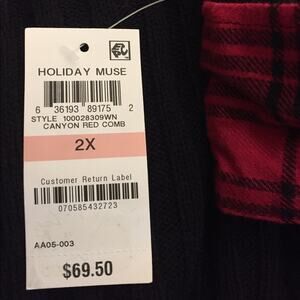 HOLIDAY MUSE
6 36193 89175 2
STYLE 100028309WN
CANYON RED COMB
2X
Customer Return Label
070585432723
AA05-003
$69.50